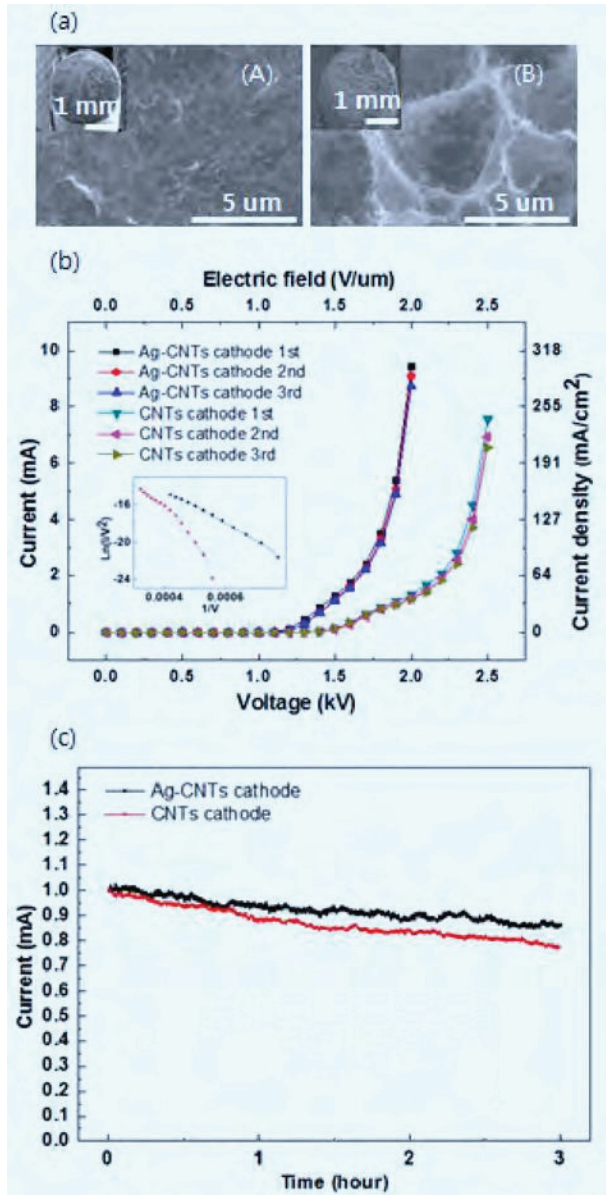 (a)
(A)
(B)
1 mm
1 mm
5 um
5 um
(b)
Electric field (V/um)
0.0 0.5 1.0 1.5 2.0 2.5
Ag-CNTs cathode 1st
Ag-CNTs cathode 2nd
Ag-CNTs cathode 3rd
CNTs cathode 1st
CNTs cathode 2nd
CNTs cathode 3rd
Current (mA)
10
8
6
4
2
0
Current density (mA/cm²)
318
255
191
127
64
0
Ln(I/V²)
-16
-20
-24
0.0004 0.0006
1/V
0.0 0.5 1.0 1.5 2.0 2.5
Voltage (kV)
(c)
Ag-CNTs cathode
CNTs cathode
Current (mA)
1.4
1.3
1.2
1.1
1.0
0.9
0.8
0.7
0.6
0.5
0.4
0.3
0.2
0.1
0.0
0 1 2 3
Time (hour)